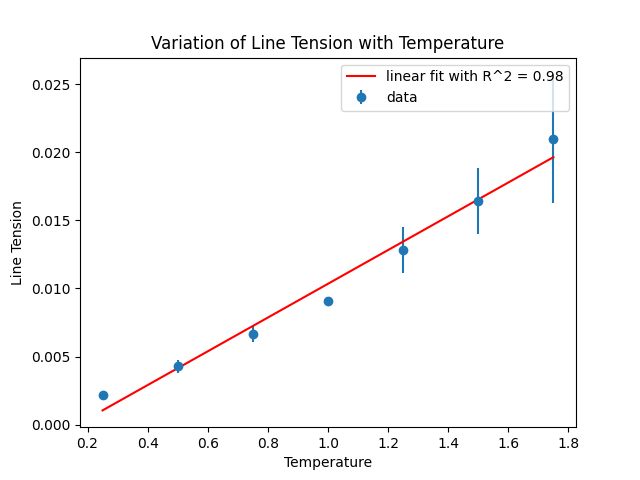 Variation of Line Tension with Temperature
linear fit with R^2 = 0.98
data
Line Tension
0.025
0.020
0.015
0.010
0.005
0.000
0.2 0.4 0.6 0.8 1.0 1.2 1.4 1.6 1.8
Temperature